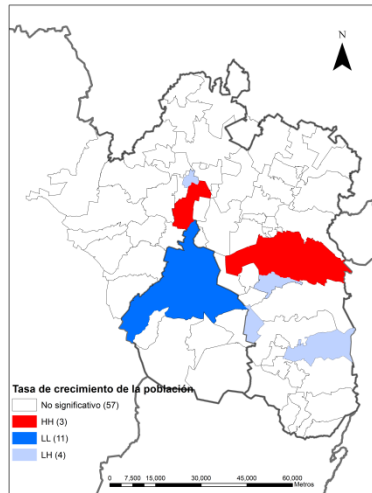 N
Tasa de crecimiento de la población
No significativo (57)
HH (3)
LL (11)
LH (4)
0 7,500 15,000 30,000 45,000 60,000
Metros